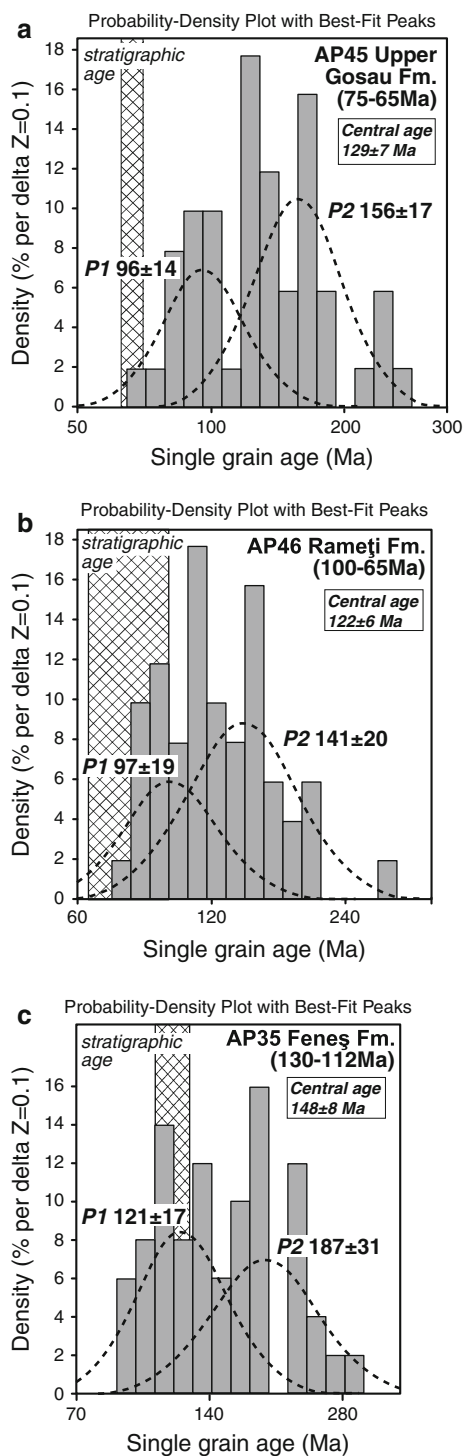 Probability-Density Plot with Best-Fit Peaks
a
stratigraphic
age
AP45 Upper
Gosau Fm.
(75-65Ma)
Central age
129±7 Ma
P1 96±14
P2 156±17
Density (% per delta Z=0.1)
18
16
14
12
10
8
6
4
2
0
50 100 200 300
Single grain age (Ma)
Probability-Density Plot with Best-Fit Peaks
b
stratigraphic
age
AP46 Rameţi Fm.
(100-65Ma)
Central age
122±6 Ma
P1 97±19
P2 141±20
Density (% per delta Z=0.1)
18
16
14
12
10
8
6
4
2
0
60 120 240
Single grain age (Ma)
Probability-Density Plot with Best-Fit Peaks
c
stratigraphic
age
AP35 Feneş Fm.
(130-112Ma)
Central age
148±8 Ma
P1 121±17
P2 187±31
Density (% per delta Z=0.1)
16
14
12
10
8
6
4
2
0
70 140 280
Single grain age (Ma)